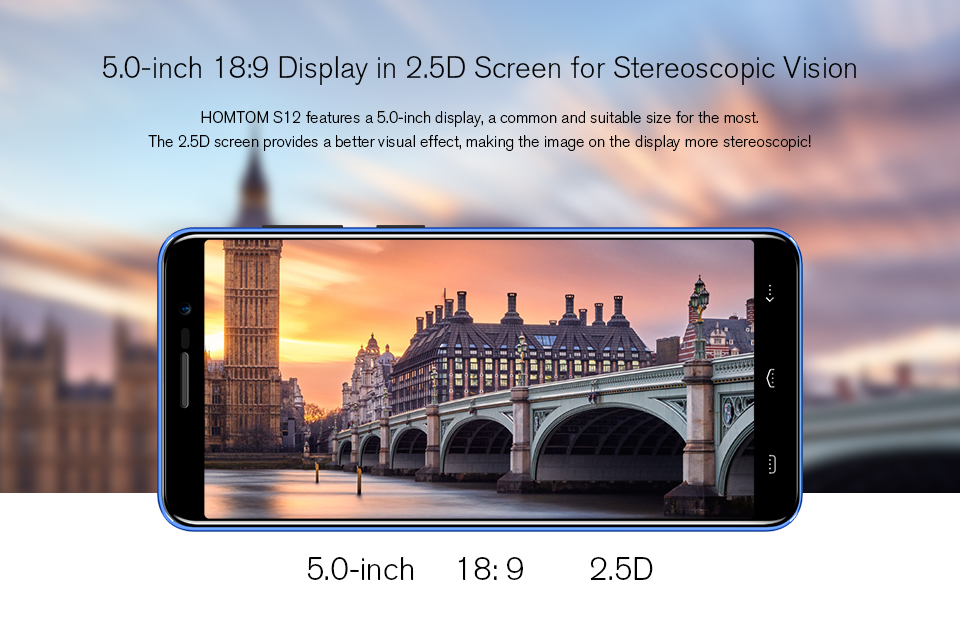 5.0-inch 18:9 Display in 2.5D Screen for Stereoscopic Vision
HOMTOM S12 features a 5.0-inch display, a common and suitable size for the most.
The 2.5D screen provides a better visual effect, making the image on the display more stereoscopic!
5.0-inch 18: 9 2.5D